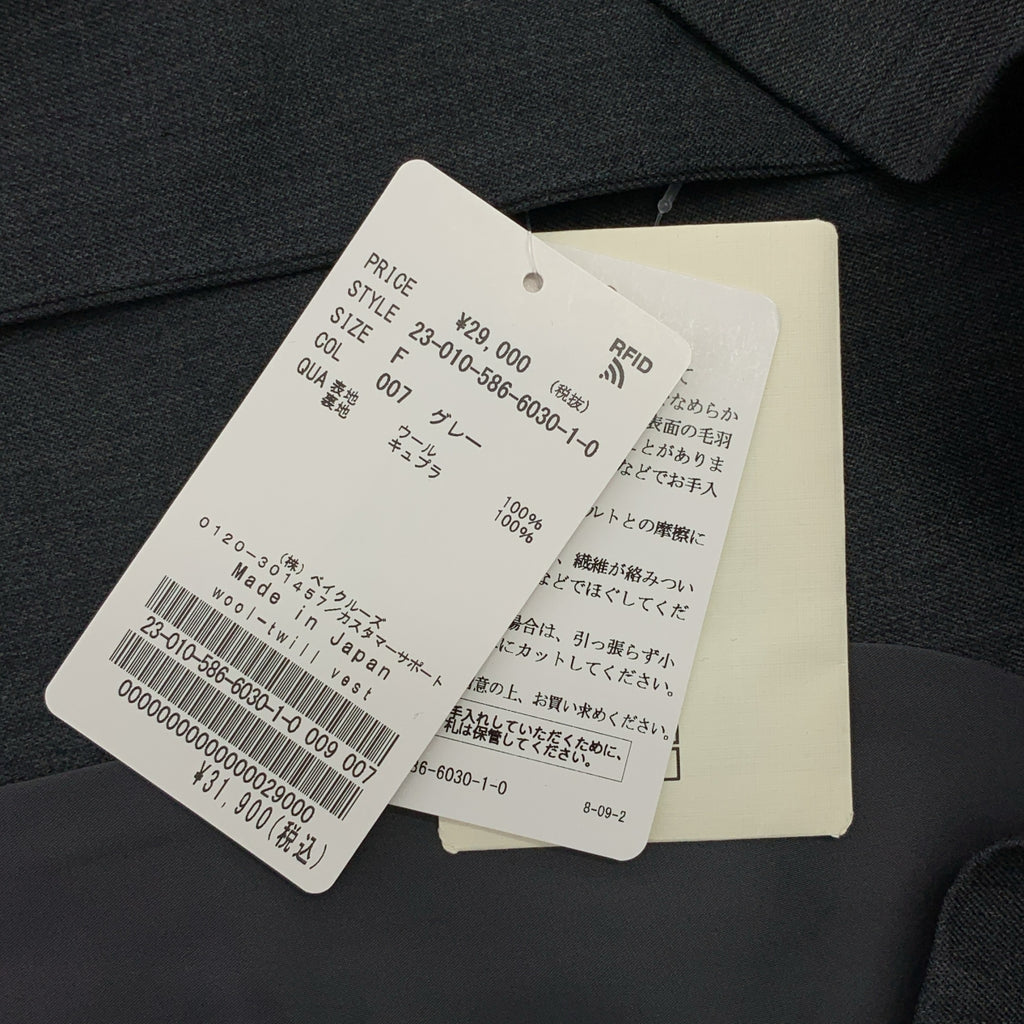 PRICE ¥29,000 (税抜)
STYLE 23-010-586-6030-1-0
SIZE F
COL 007 グレー
QUA 表地 ウール 100%
裏地 キュプラ 100%
RFID
(株) ベイクルーズ
0120-301457/カスタマーサポート
Made in Japan
wool-twill vest
23-010-586-6030-1-0 009 007
0000000000000029000
¥31,900(税込)
て
なめらか
表面の毛羽
ことがありま
などでお手入
ルトとの摩擦に
、繊維が絡みつい
などでほぐしてくだ
場合は、引っ張らず小
にカットしてください。
意の上、お買い求めください。
手入れしていただくために、
札は保管してください。
86-6030-1-0
8-09-2